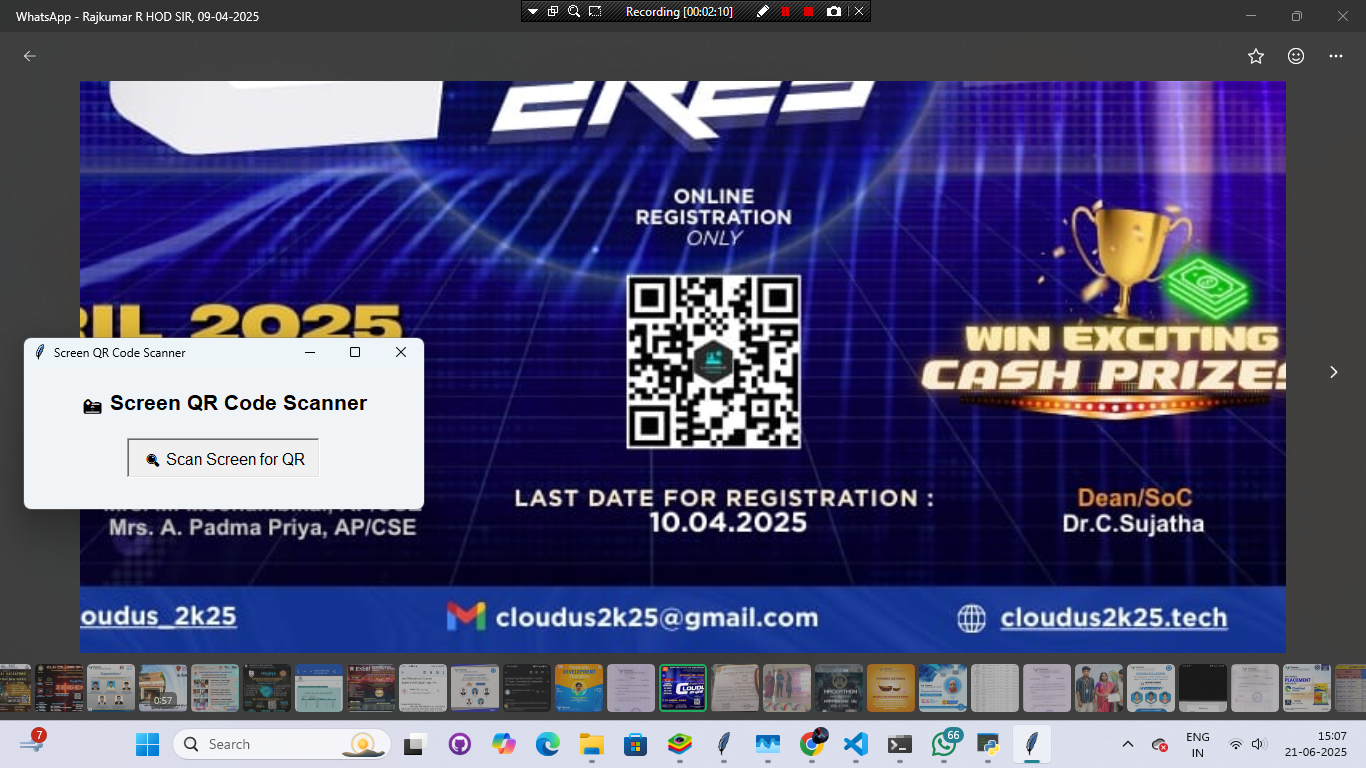 WhatsApp - Rajkumar R HOD SIR, 09-04-2025
Recording [00:02:10]
ONLINE
REGISTRATION
ONLY
RIL 2025
WIN EXCITING
CASH PRIZES
Screen QR Code Scanner
Screen QR Code Scanner
Scan Screen for QR
Mrs. A. Padma Priya, AP/CSE
LAST DATE FOR REGISTRATION :
10.04.2025
Dean/SoC
Dr.C.Sujatha
oudus_2k25
cloudus2k25@gmail.com
cloudus2k25.tech
0:57
7
Search
66
ENG
IN
15:07
21-06-2025